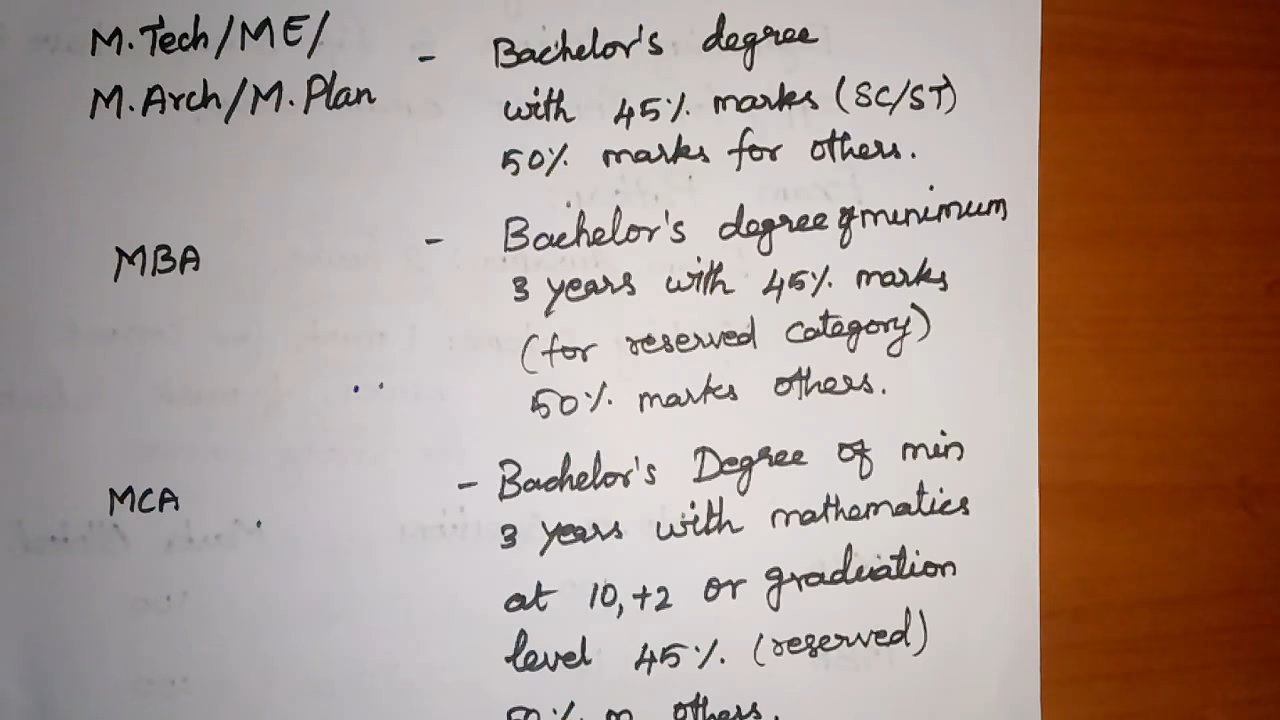 M.Tech/ME/ - Bachelor's degree
M.Arch/M.Plan with 45% marks (SC/ST)
50% marks for others.
MBA - Bachelor's degree of minimum
3 years with 45% marks
(for reserved category)
50% marks others.
MCA - Bachelor's Degree of min
3 years with mathematics
at 10,+2 or graduation
level 45% (reserved)
50% m others.